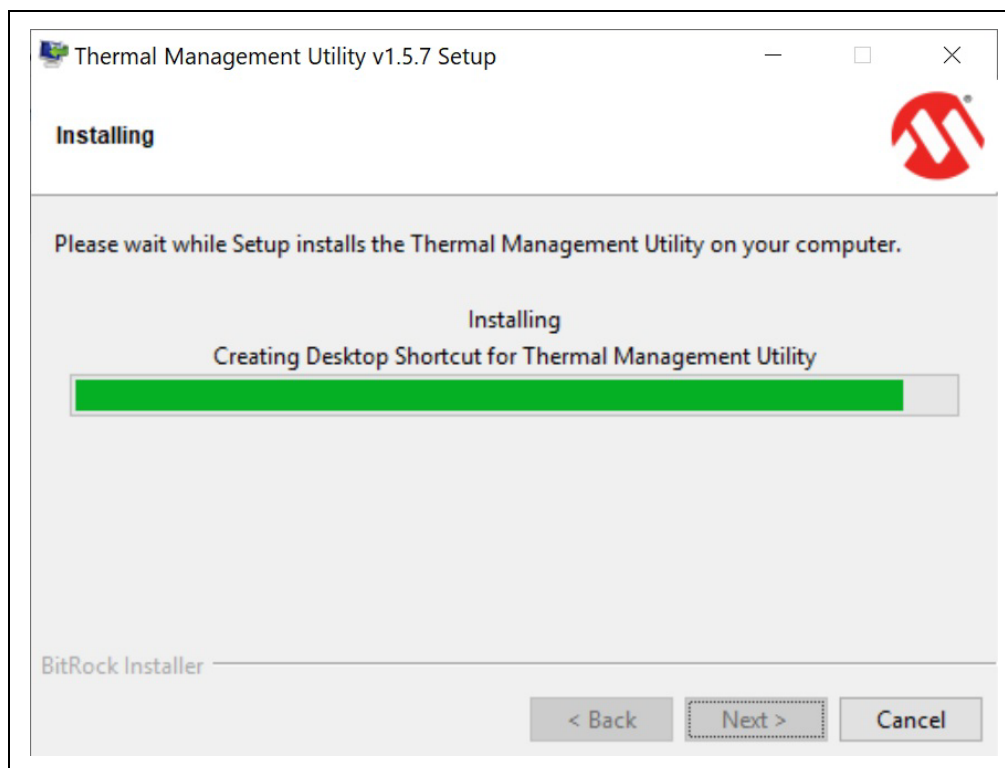 Thermal Management Utility v1.5.7 Setup
Installing
Please wait while Setup installs the Thermal Management Utility on your computer.
Installing
Creating Desktop Shortcut for Thermal Management Utility
BitRock Installer
< Back Next > Cancel